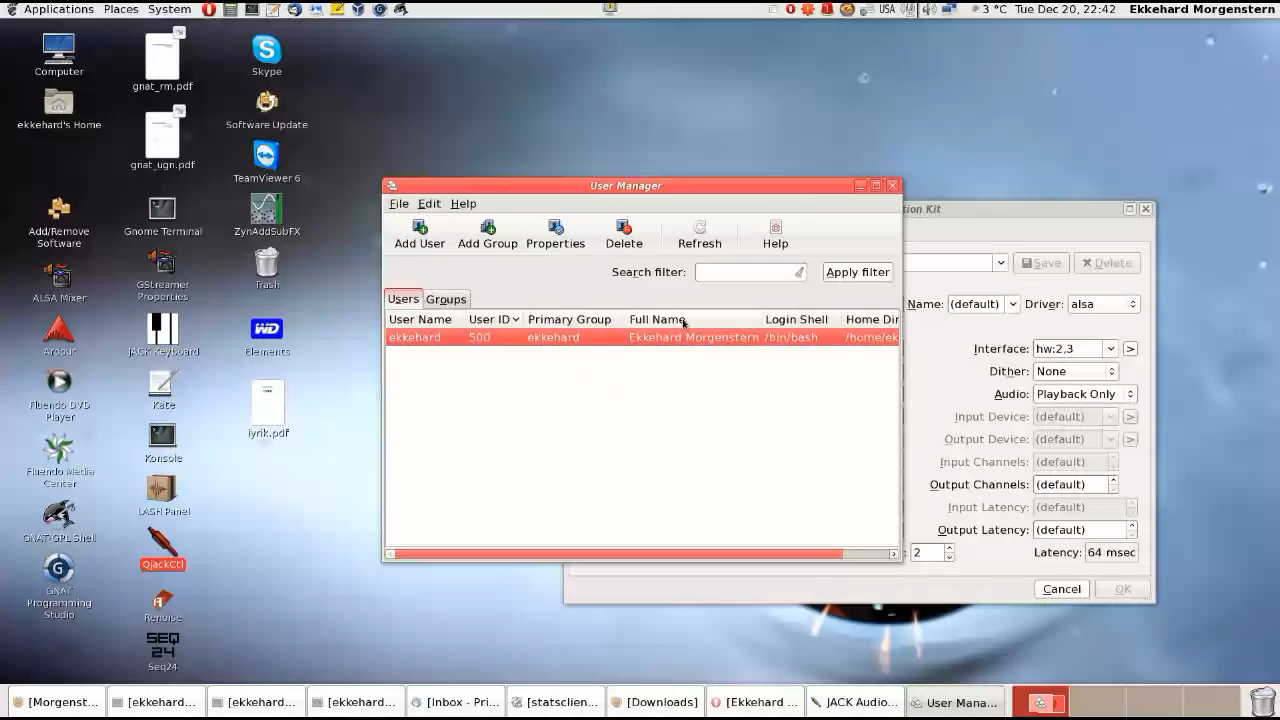 Applications Places System USA 3 °C Tue Dec 20, 22:42 Ekkehard Morgenstern
Computer
gnat_rm.pdf
Skype
ekkehard's Home
gnat_ugn.pdf
Software Update
TeamViewer 6
Add/Remove
Software
Gnome Terminal
ZynAddSubFX
ALSA Mixer
GStreamer
Properties
Trash
Ardour
JACK Keyboard
WD
Elements
Fluendo DVD
Player
Kate
lyrik.pdf
Fluendo Media
Center
Konsole
GNAT GPL Shell
LASH Panel
GNAT
Programming
Studio
QjackCtl
Renoise
SEQ
24
Seq24
User Manager
File Edit Help
Add User Add Group Properties Delete Refresh Help
Search filter: Apply filter
Users Groups
User Name User ID Primary Group Full Name Login Shell Home Dir
ekkehard 500 ekkehard Ekkehard Morgenstern /bin/bash /home/ek
tion Kit
Save Delete
Name: (default) Driver: alsa
Interface: hw:2,3 >
Dither: None
Audio: Playback Only
Input Device: (default) >
Output Device: (default) >
Input Channels: (default)
Output Channels: (default)
Input Latency: (default)
Output Latency: (default)
: 2 Latency: 64 msec
Cancel OK
[Morgenst... [ekkehard... [ekkehard... [ekkehard... [Inbox - Pri... [statsclien... [Downloads] [Ekkehard ... JACK Audio... User Mana...